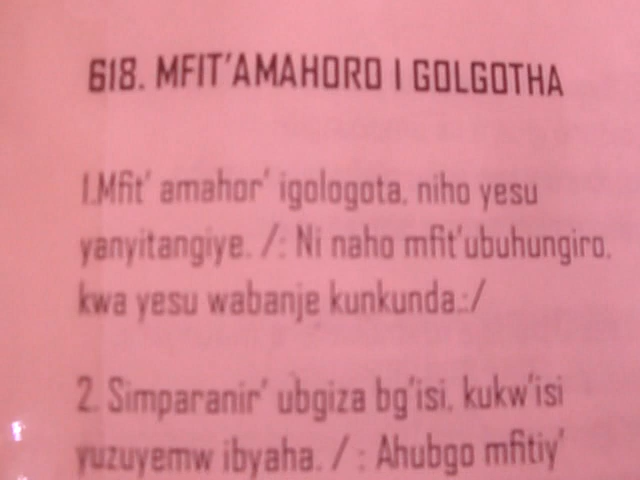 618. MFIT'AMAHORO I GOLGOTHA
1.Mfit' amahor' igologota, niho yesu
yanyitangiye. /: Ni naho mfit'ubuhungiro,
kwa yesu wabanje kunkunda.:/
2. Simparanir' ubgiza bg'isi, kukw'isi
yuzuyemw ibyaha. / : Ahubgo mfitiy'